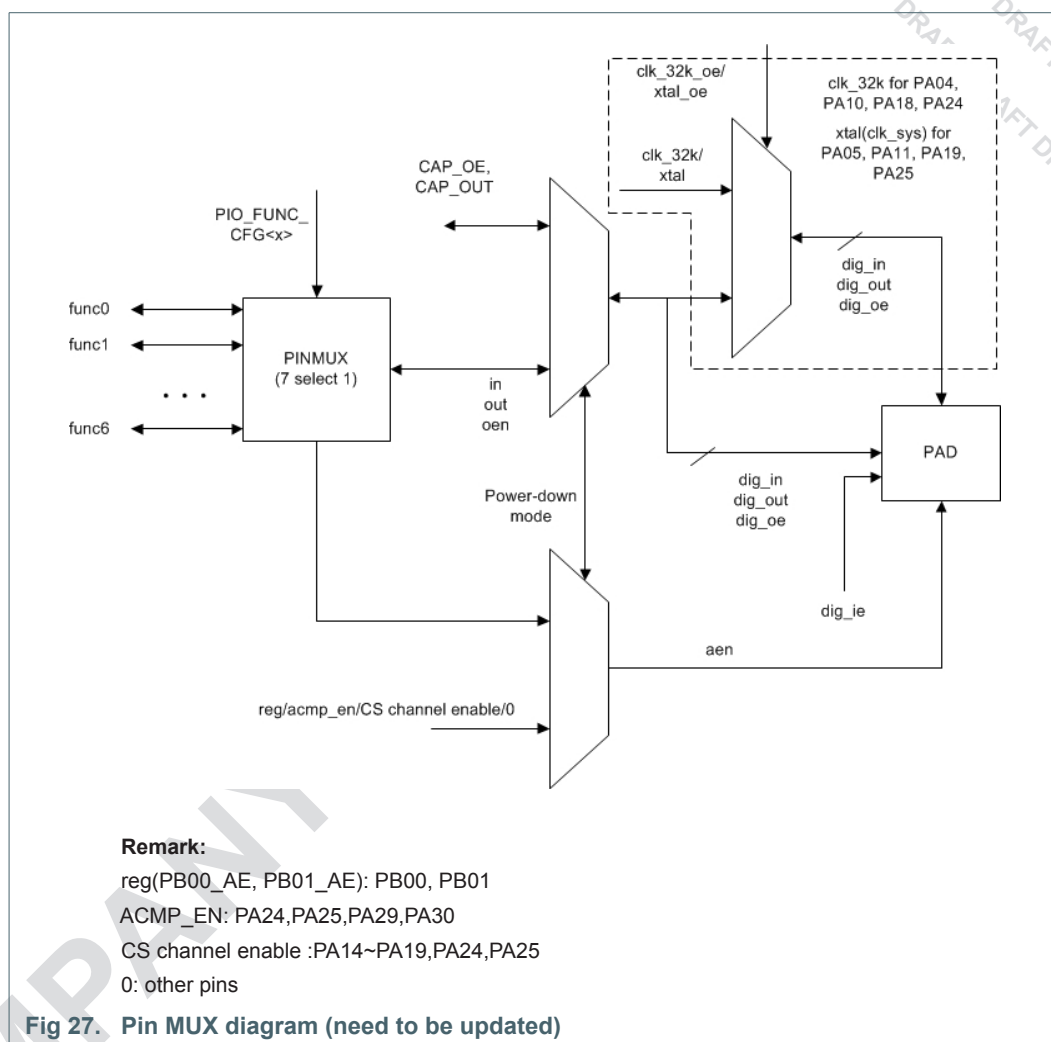 clk_32k_oe/
xtal_oe
clk_32k for PA04,
PA10, PA18, PA24
xtal(clk_sys) for
PA05, PA11, PA19,
PA25
clk_32k/
xtal
CAP_OE,
CAP_OUT
PIO_FUNC_
CFG<x>
dig_in
dig_out
dig_oe
func0
func1
. . .
func6
PINMUX
(7 select 1)
in
out
oen
PAD
Power-down
mode
dig_in
dig_out
dig_oe
dig_ie
aen
reg/acmp_en/CS channel enable/0
Remark:
reg(PB00_AE, PB01_AE): PB00, PB01
ACMP_EN: PA24,PA25,PA29,PA30
CS channel enable :PA14~PA19,PA24,PA25
0: other pins
Fig 27. Pin MUX diagram (need to be updated)